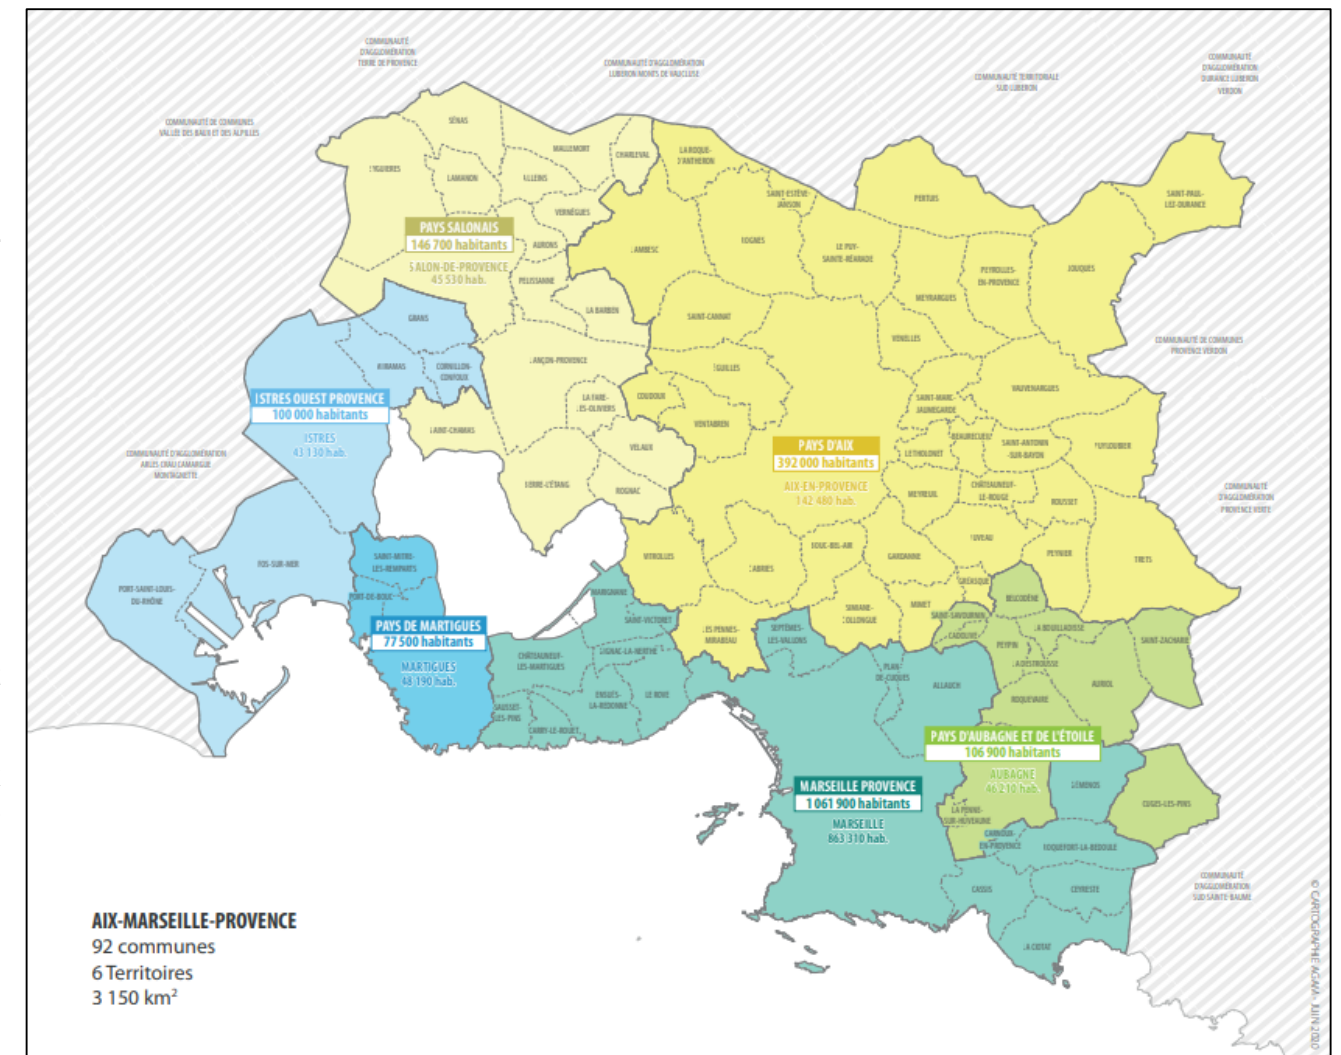 COMMUNAUTÉ
D'AGGLOMÉRATION
TERRE DE PROVENCE
COMMUNAUTÉ D'AGGLOMÉRATION
LUBERON MONTS DE VAUCLUSE
COMMUNAUTÉ TERRITORIALE
SUD LUBERON
COMMUNAUTÉ
D'AGGLOMÉRATION
DURANCE LUBERON
VERDON
COMMUNAUTÉ DE COMMUNES
VALLÉE DES BAUX ET DES ALPILLES
SÉNAS
MALLEMORT
CHARLEVAL
LA ROQUE-
D'ANTHÉRON
YGUIERES
LAMANON
ALLEINS
VERNÈGUES
SAINT-ESTÈVE-
JANSON
PERTUIS
SAINT-PAUL-
LEZ-DURANCE
PAYS SALONAIS
146 700 habitants
SALON-DE-PROVENCE
45 530 hab.
AURONS
PELISSANNE
LA BARBEN
LAMBESC
ROGNES
LE PUY-
SAINTE-RÉPARADE
MEYRARGUES
PEYROLLES-
EN-PROVENCE
JOUQUES
GRANS
MIRAMAS
CORNILLON-
CONFOUX
LANÇON-PROVENCE
SAINT-CANNAT
VENELLES
COMMUNAUTÉ DE COMMUNES
PROVENCE VERDON
ISTRES OUEST PROVENCE
100 000 habitants
ISTRES
43 130 hab.
SAINT-CHAMAS
LA FARE-
LES-OLIVIERS
COUDOUX
ÉGUILLES
VENTABREN
VELAUX
BERRE-L'ÉTANG
ROGNAC
SAINT-MARC-
JAUMEGARDE
VAUVENARGUES
PAYS D'AIX
392 000 habitants
AIX-EN-PROVENCE
142 480 hab.
BEAURECUEIL
LE THOLONET
SAINT-ANTONIN
-SUR-BAYON
PUYLOUBIER
MEYREUIL
CHÂTEAUNEUF-
LE-ROUGE
ROUSSET
COMMUNAUTÉ D'AGGLOMÉRATION
ARLES CRAU CAMARGUE
MONTAGNETTE
COMMUNAUTÉ
D'AGGLOMÉRATION
PROVENCE VERTE
PORT-SAINT-LOUIS-
DU-RHÔNE
FOS-SUR-MER
SAINT-MITRE-
LES-REMPARTS
PORT-DE-BOUC
VITROLLES
CABRIES
BOUC-BEL-AIR
GARDANNE
FUVEAU
PEYNIER
TRETS
GRÉASQUE
MIMET
SIMIANE-
COLLONGUE
LES PENNES-
MIRABEAU
PAYS DE MARTIGUES
77 500 habitants
MARTIGUES
48 190 hab.
MARIGNANE
SAINT-VICTORET
GIGNAC-LA-NERTHE
CHÂTEAUNEUF-
LES-MARTIGUES
SAUSSET-
LES-PINS
CARRY-LE-ROUET
ENSUÈS-
LA-REDONNE
LE ROVE
SEPTÈMES-
LES-VALLONS
PLAN-
DE-CUQUES
ALLAUCH
SAINT-SAVOURNIN
CADOLIVE
BELCODÈNE
LA BOUILLADISSE
PEYPIN
LA DESTROUSSE
SAINT-ZACHARIE
AURIOL
ROQUEVAIRE
PAYS D'AUBAGNE ET DE L'ÉTOILE
106 900 habitants
AUBAGNE
46 210 hab.
GÉMENOS
CUGES-LES-PINS
MARSEILLE PROVENCE
1 061 900 habitants
MARSEILLE
863 310 hab.
LA PENNE-
SUR-HUVEAUNE
CARNOUX-
EN-PROVENCE
ROQUEFORT-LA-BEDOULE
CASSIS
CEYRESTE
LA CIOTAT
COMMUNAUTÉ
D'AGGLOMÉRATION
SUD SAINTE-BAUME
AIX-MARSEILLE-PROVENCE
92 communes
6 Territoires
3 150 km²
© CARTOGRAPHIE AGAM - JUIN 2020